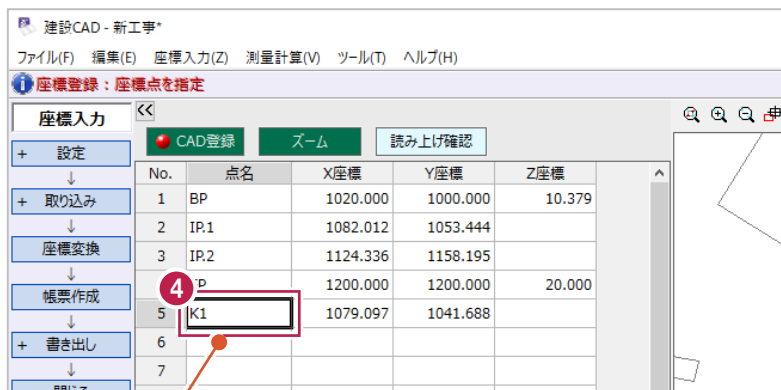 建設CAD - 新工事*
ファイル(F) 編集(E) 座標入力(Z) 測量計算(V) ツール(T) ヘルプ(H)
座標登録：座標点を指定
座標入力
<<
CAD登録 ズーム 読み上げ確認
+ 設定
↓
+ 取り込み
↓
座標変換
↓
帳票作成
↓
+ 書き出し
↓
No. 点名 X座標 Y座標 Z座標
1 BP 1020.000 1000.000 10.379
2 IP.1 1082.012 1053.444
3 IP.2 1124.336 1158.195
1200.000 1200.000 20.000
5 K1 1079.097 1041.688
6
7
4